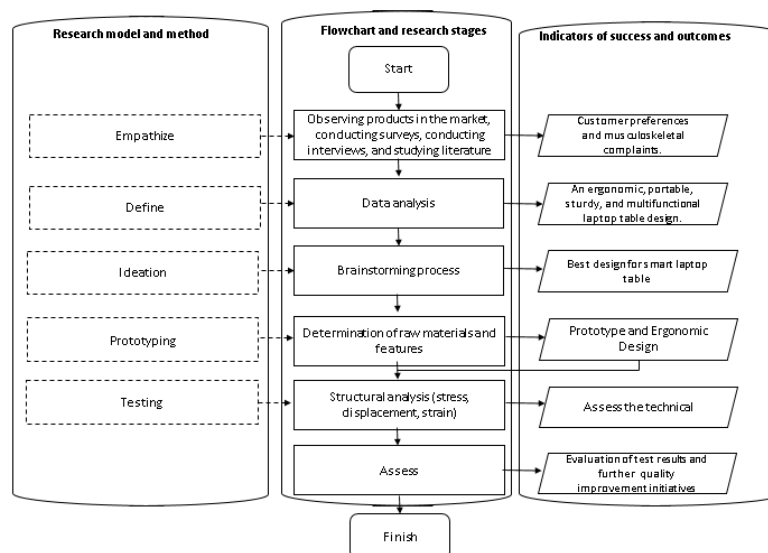 Research model and method
Flowchart and research stages
Indicators of success and outcomes
Start
Empathize
Observing products in the market,
conducting surveys, conducting
interviews, and studying literature
Customer preferences
and musculoskeletal
complaints.
Define
Data analysis
An ergonomic, portable,
sturdy, and multifunctional
laptop table design.
Ideation
Brainstorming process
Best design for smart laptop
table
Prototyping
Determination of raw materials and
features
Prototype and Ergonomic
Design
Testing
Structural analysis (stress,
displacement, strain)
Assess the technical
Assess
Evaluation of test results and
further quality
improvement initiatives
Finish